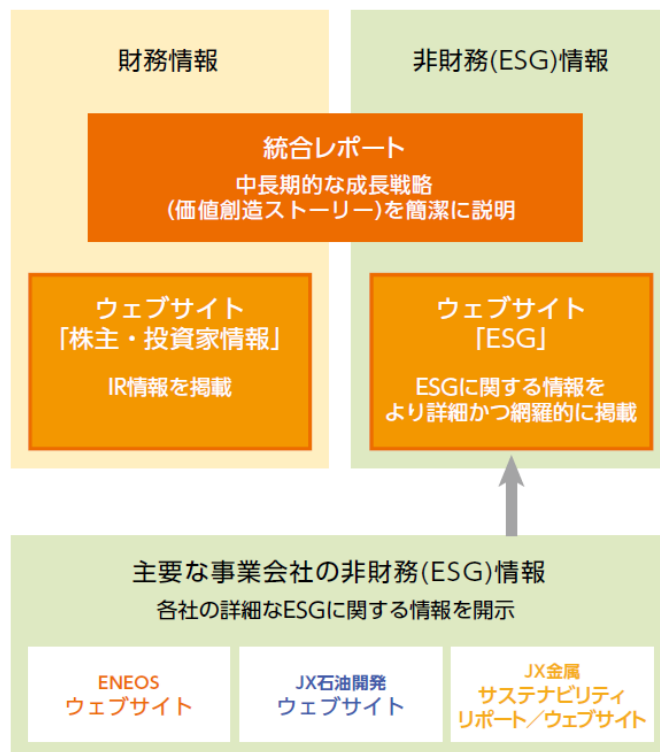 財務情報
非財務(ESG)情報
統合レポート
中長期的な成長戦略
(価値創造ストーリー)を簡潔に説明
ウェブサイト
「株主・投資家情報」
IR情報を掲載
ウェブサイト
「ESG」
ESGに関する情報を
より詳細かつ網羅的に掲載
主要な事業会社の非財務(ESG)情報
各社の詳細なESGに関する情報を開示
ENEOS
ウェブサイト
JX石油開発
ウェブサイト
JX金属
サステナビリティ
リポート／ウェブサイト